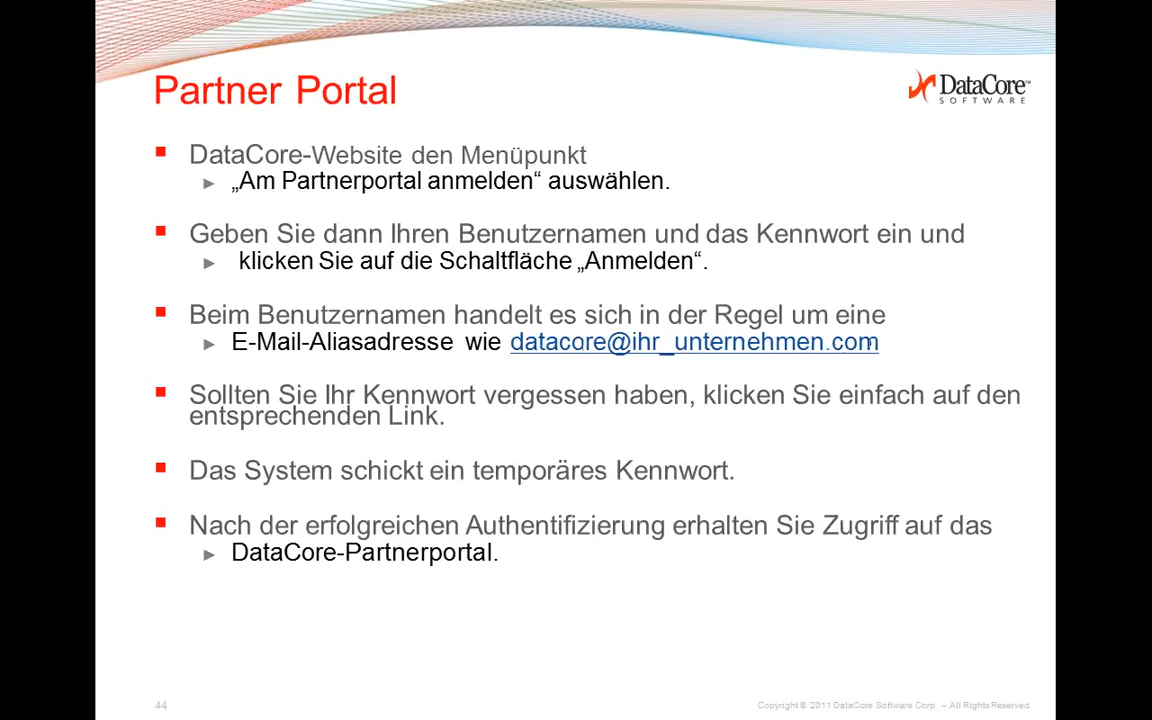 Partner Portal
DataCore™
SOFTWARE
DataCore-Website den Menüpunkt
„Am Partnerportal anmelden“ auswählen.
Geben Sie dann Ihren Benutzernamen und das Kennwort ein und
klicken Sie auf die Schaltfläche „Anmelden“.
Beim Benutzernamen handelt es sich in der Regel um eine
E-Mail-Aliasadresse wie datacore@ihr_unternehmen.com
Sollten Sie Ihr Kennwort vergessen haben, klicken Sie einfach auf den
entsprechenden Link.
Das System schickt ein temporäres Kennwort.
Nach der erfolgreichen Authentifizierung erhalten Sie Zugriff auf das
DataCore-Partnerportal.
44
Copyright © 2011 DataCore Software Corp. – All Rights Reserved.